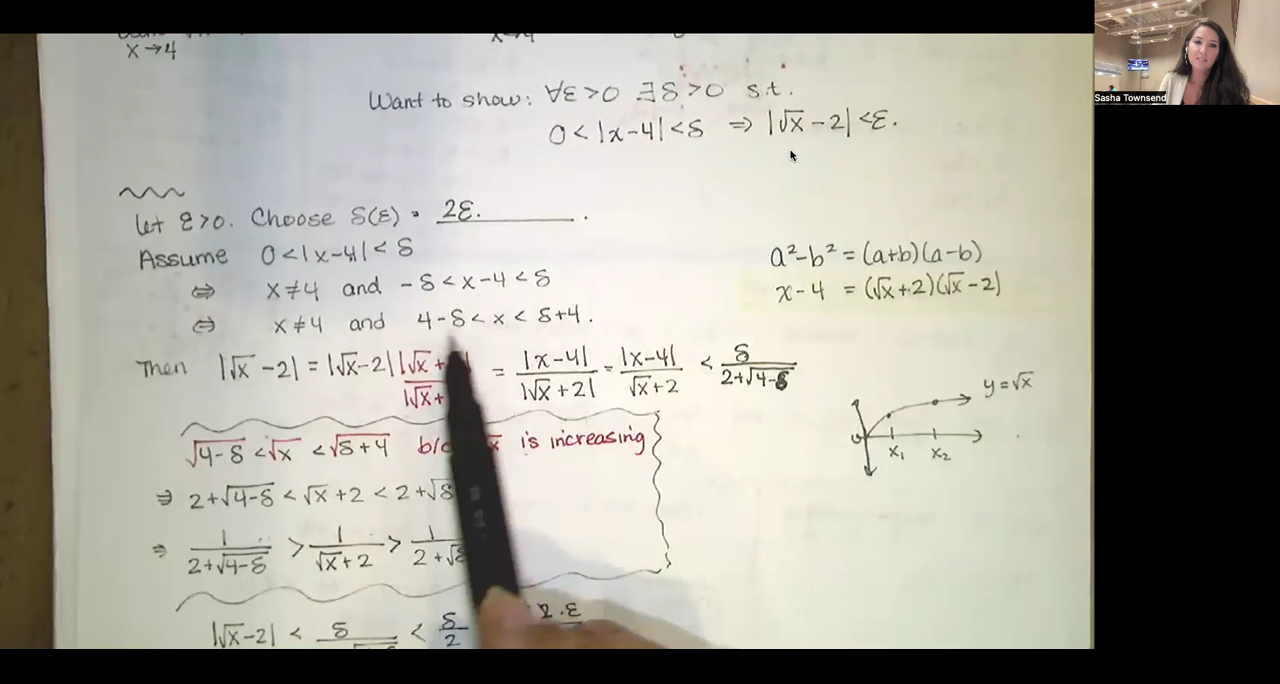 x→4
x→4
Want to show: ∀ε>0 ∃δ>0 s.t.
0<|x-4|<δ ⇒ |√x-2|<ε.
Let ε>0. Choose δ(ε) = 2ε.
Assume 0<|x-4|<δ
⇔ x≠4 and -δ<x-4<δ
⇔ x≠4 and 4-δ<x<δ+4.
a²-b²=(a+b)(a-b)
x-4 =(√x+2)(√x-2)
Then |√x-2| = |√x-2| |√x+ / |√x+ = |x-4| / |√x+2| = |x-4| / √x+2 < δ / 2+√4-δ
y=√x
x₁ x₂
√4-δ <√x <√δ+4 b/c √x is increasing
⇒ 2+√4-δ < √x+2 < 2+√δ
⇒ 1 / 2+√4-δ > 1 / √x+2 > 1 / 2+√δ
|√x-2| < δ < δ/2 2·ε
Sasha Townsend